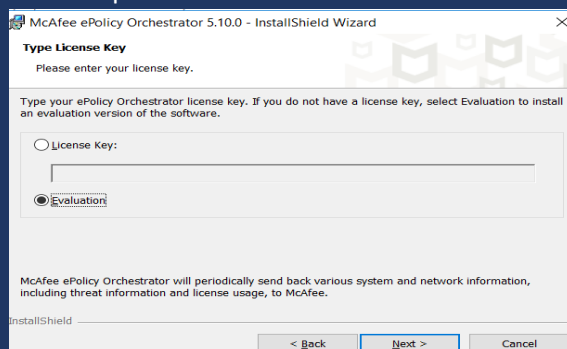 McAfee ePolicy Orchestrator 5.10.0 - InstallShield Wizard
Type License Key
Please enter your license key.
Type your ePolicy Orchestrator license key. If you do not have a license key, select Evaluation to install
an evaluation version of the software.
License Key:
Evaluation
McAfee ePolicy Orchestrator will periodically send back various system and network information,
including threat information and license usage, to McAfee.
InstallShield
< Back Next > Cancel